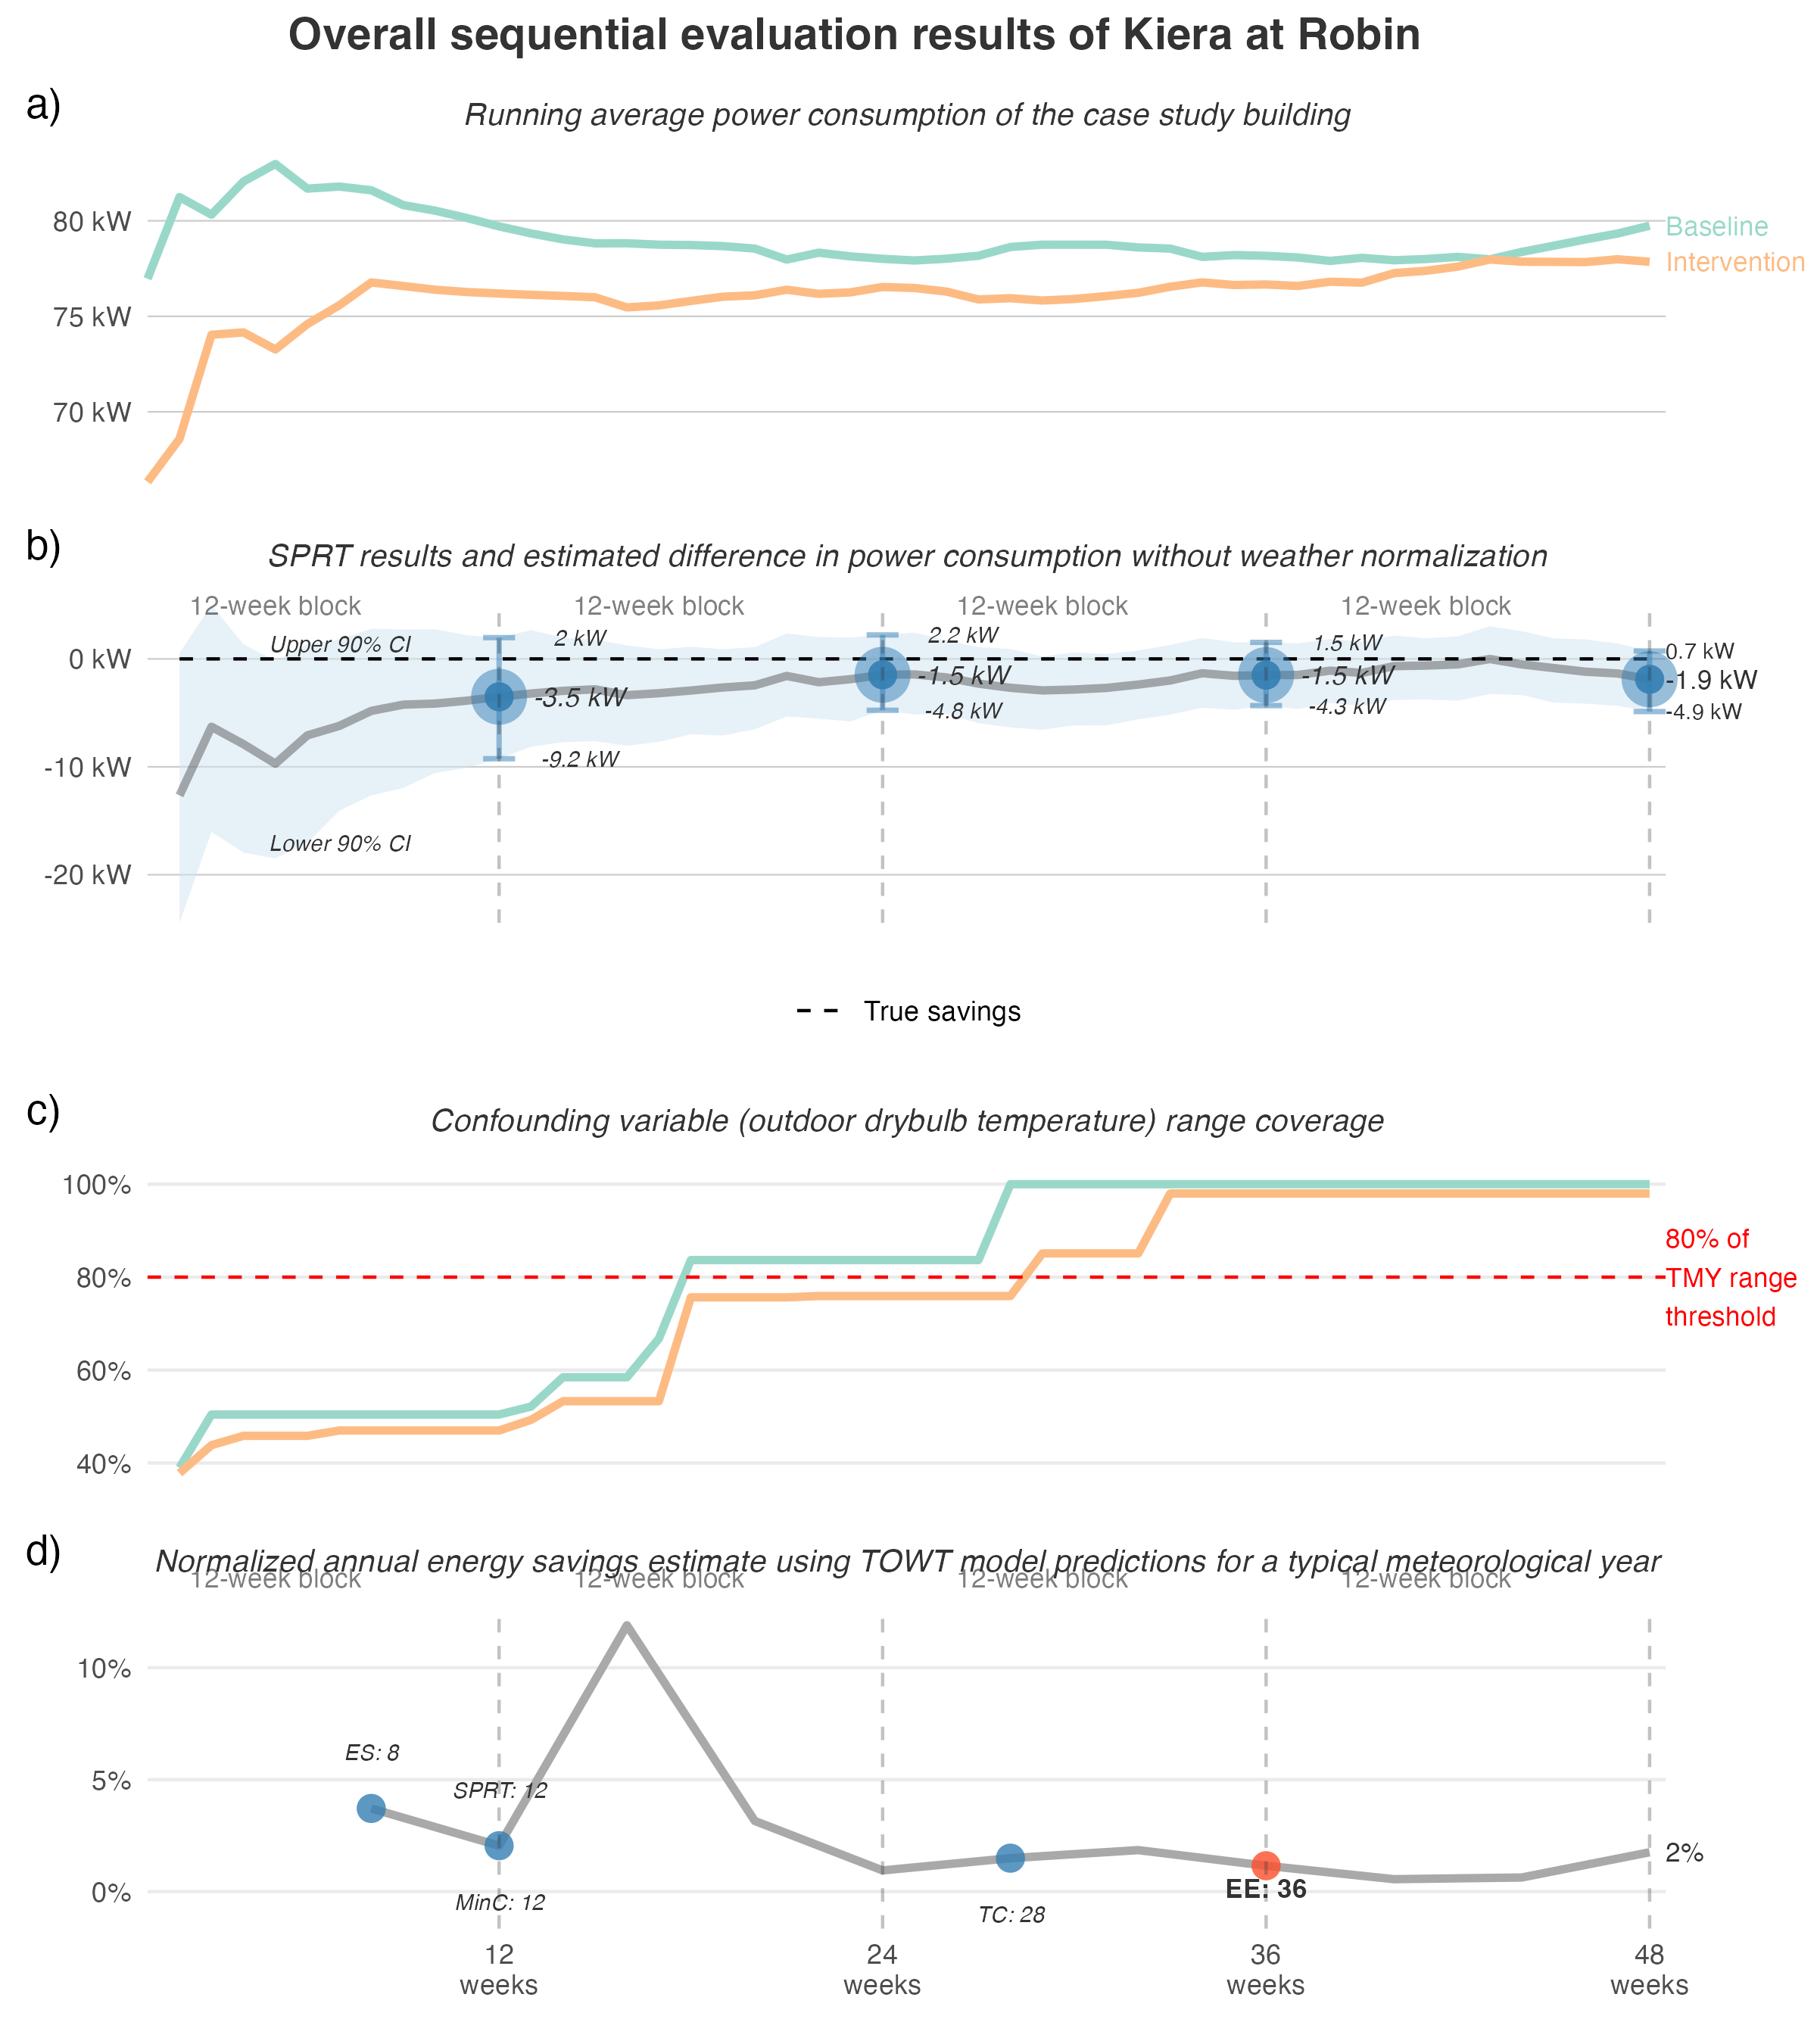 Overall sequential evaluation results of Kiera at Robin
a)
Running average power consumption of the case study building
80 kW
75 kW
70 kW
Baseline
Intervention
b)
SPRT results and estimated difference in power consumption without weather normalization
12-week block
12-week block
12-week block
12-week block
0 kW
-10 kW
-20 kW
Upper 90% CI
Lower 90% CI
2 kW
-3.5 kW
-9.2 kW
2.2 kW
-1.5 kW
-4.8 kW
1.5 kW
-1.5 kW
-4.3 kW
0.7 kW
-1.9 kW
-4.9 kW
True savings
c)
Confounding variable (outdoor drybulb temperature) range coverage
100%
80%
60%
40%
80% of
TMY range
threshold
d)
Normalized annual energy savings estimate using TOWT model predictions for a typical meteorological year
12-week block
12-week block
12-week block
12-week block
10%
5%
0%
ES: 8
SPRT: 12
MinC: 12
TC: 28
EE: 36
2%
12
weeks
24
weeks
36
weeks
48
weeks